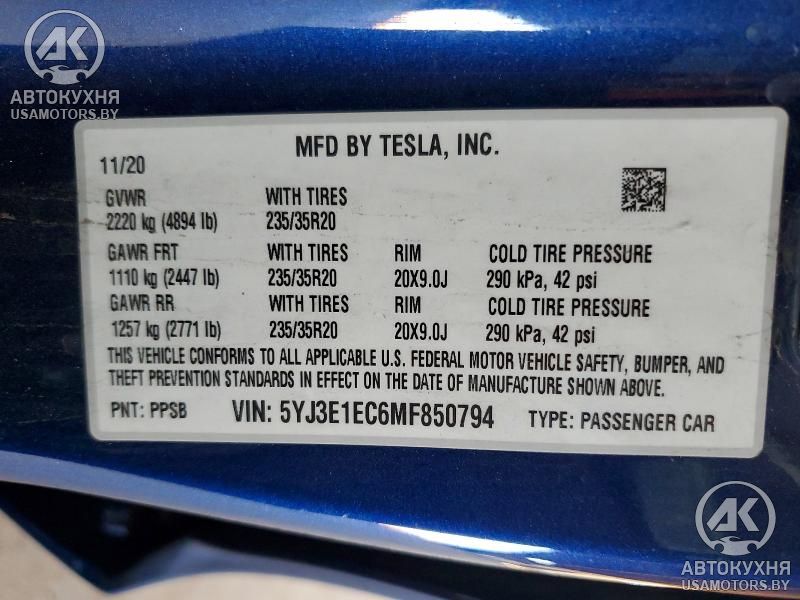 AK
АВТОКУХНЯ
USAMOTORS.BY
MFD BY TESLA, INC.
11/20
GVWR WITH TIRES
2220 kg (4894 lb) 235/35R20
GAWR FRT WITH TIRES RIM COLD TIRE PRESSURE
1110 kg (2447 lb) 235/35R20 20X9.0J 290 kPa, 42 psi
GAWR RR WITH TIRES RIM COLD TIRE PRESSURE
1257 kg (2771 lb) 235/35R20 20X9.0J 290 kPa, 42 psi
THIS VEHICLE CONFORMS TO ALL APPLICABLE U.S. FEDERAL MOTOR VEHICLE SAFETY, BUMPER, AND
THEFT PREVENTION STANDARDS IN EFFECT ON THE DATE OF MANUFACTURE SHOWN ABOVE.
PNT: PPSB VIN: 5YJ3E1EC6MF850794 TYPE: PASSENGER CAR
AK
АВТОКУХНЯ
USAMOTORS.BY